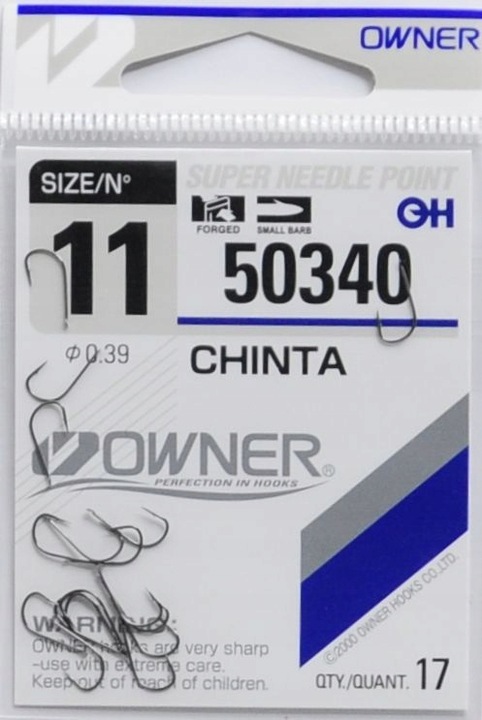 OWNER
SIZE/Nº
SUPER NEEDLE POINT
FORGED
SMALL BARB
11
50340
φ0.39
CHINTA
OWNER®
PERFECTION IN HOOKS
WARNING:
OWNER hooks are very sharp
-use with extreme care.
Keep out of reach of children.
©2000 OWNER HOOKS CO.,LTD.
QTY./QUANT. 17